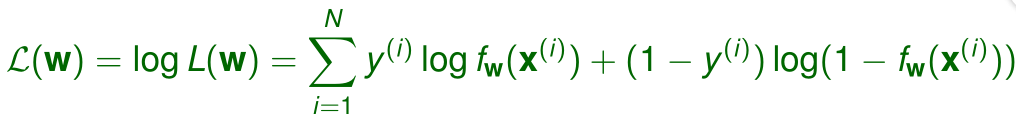 ℒ(𝐰) = log L(𝐰) = ∑_{i=1}^{N} y^{(i)} log f_𝐰(𝐱^{(i)}) + (1 − y^{(i)}) log(1 − f_𝐰(𝐱^{(i)}))